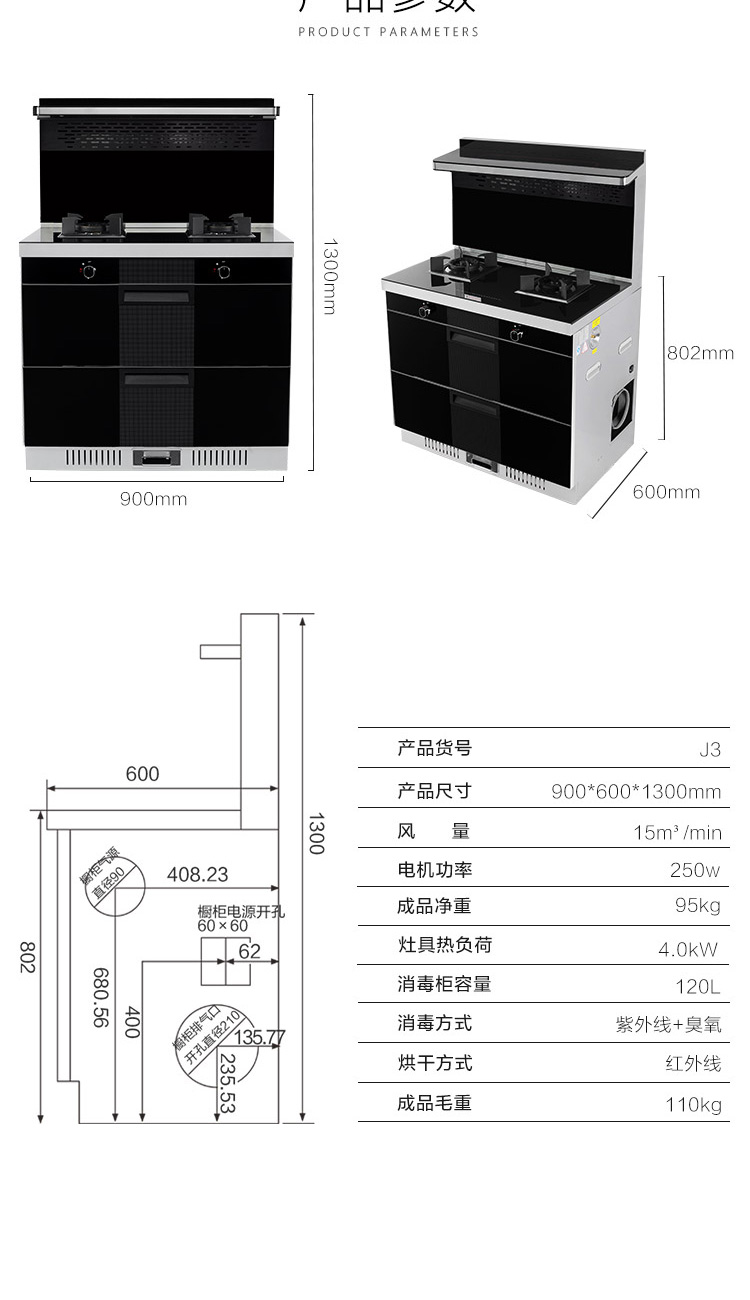 产品参数
PRODUCT PARAMETERS
1300mm
802mm
600mm
900mm
600
1300
802
橱柜气源
直径90
408.23
橱柜电源开孔
60×60
62
680.56
400
橱柜排气口
开孔直径210
135.77
235.53
产品货号 J3
产品尺寸 900*600*1300mm
风 量 15m³/min
电机功率 250w
成品净重 95kg
灶具热负荷 4.0kW
消毒柜容量 120L
消毒方式 紫外线+臭氧
烘干方式 红外线
成品毛重 110kg